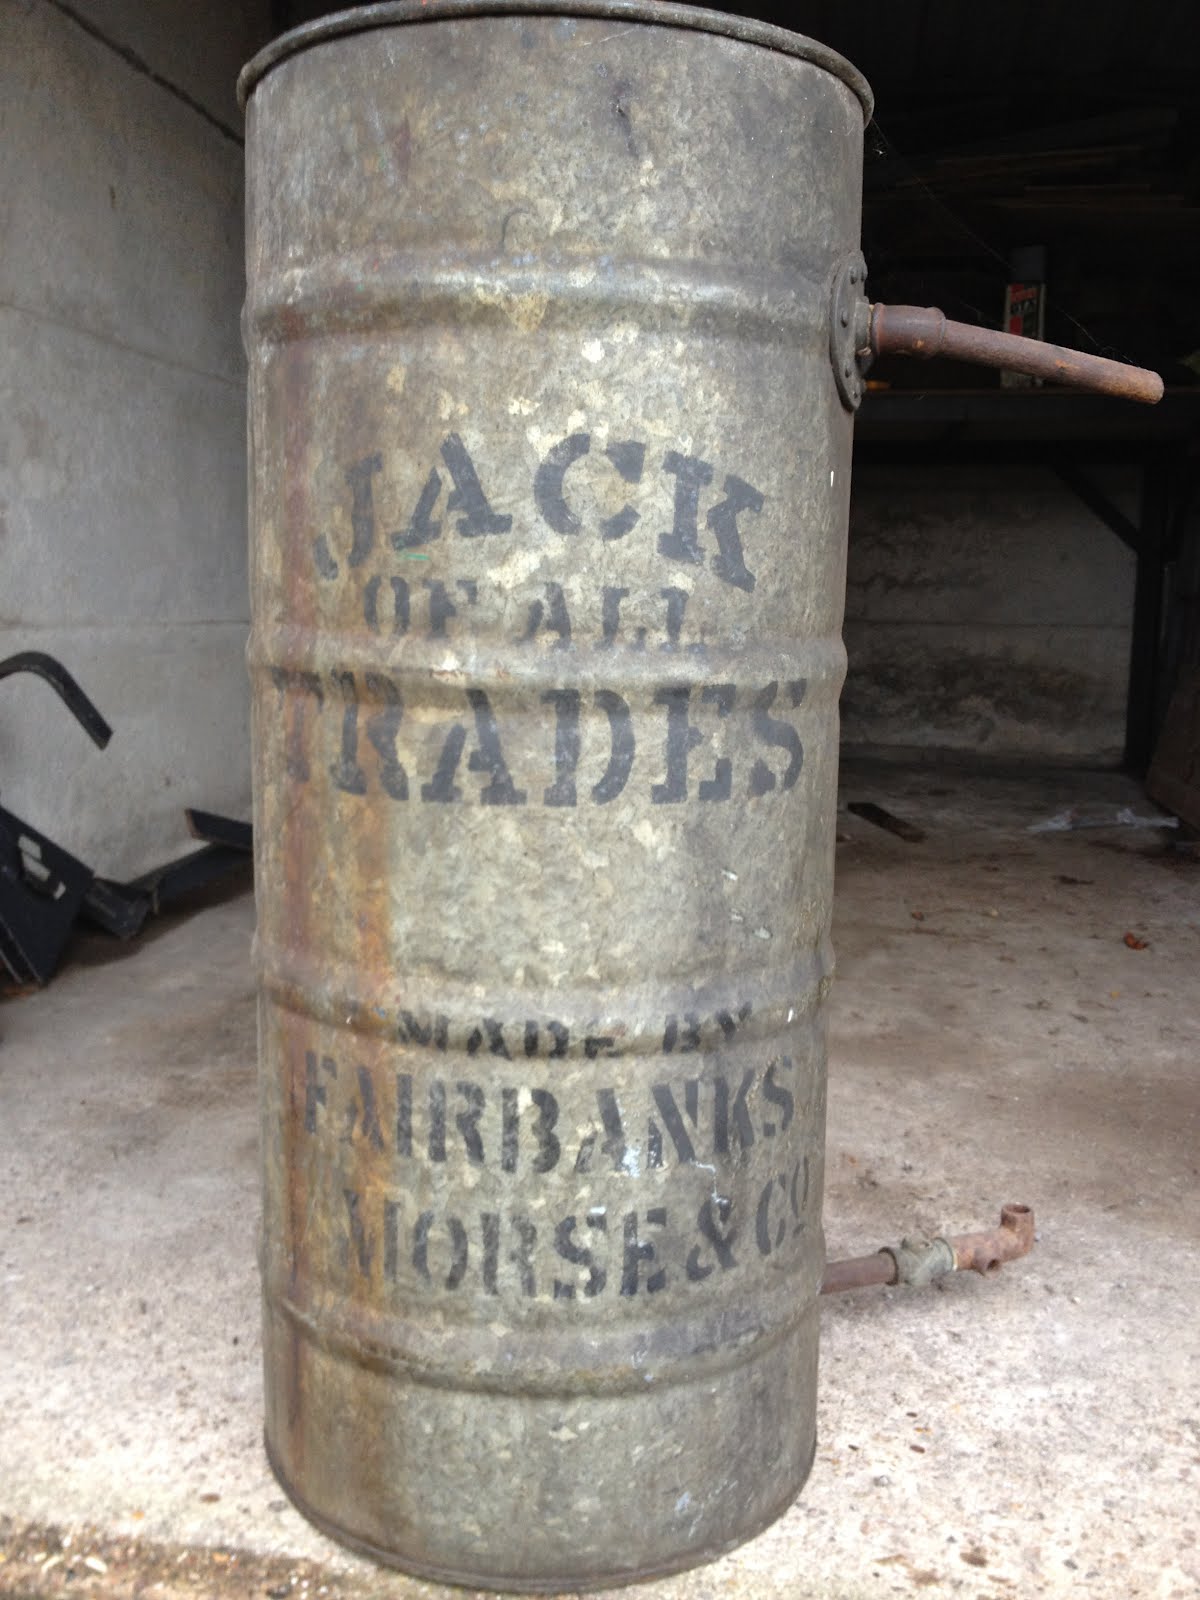 JACK
OF ALL
TRADES
MADE BY
FAIRBANKS
MORSE & CO